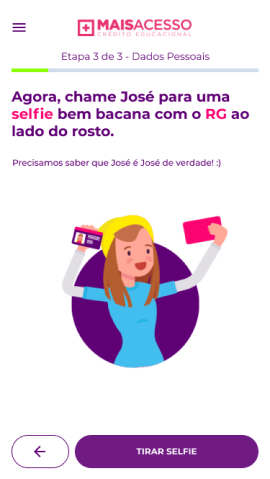 MAISACESSO
CRÉDITO EDUCACIONAL
Etapa 3 de 3 - Dados Pessoais
Agora, chame José para uma
selfie bem bacana com o RG ao
lado do rosto.
Precisamos saber que José é José de verdade! :)
TIRAR SELFIE